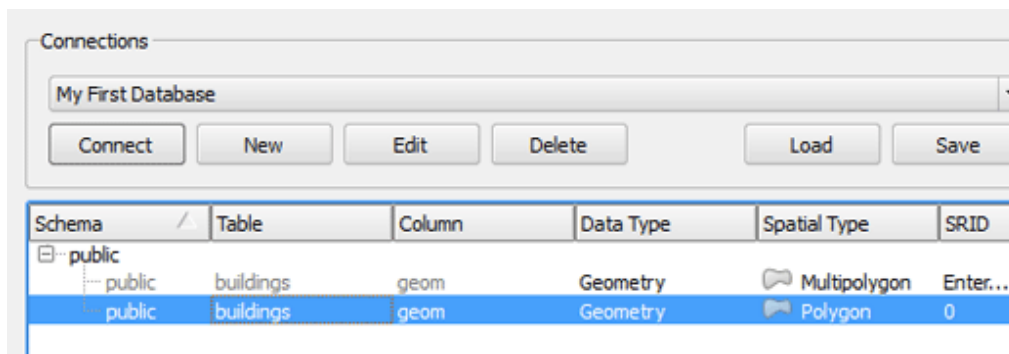 Connections
My First Database
Connect New Edit Delete Load Save
Schema Table Column Data Type Spatial Type SRID
public
public buildings geom Geometry Multipolygon Enter...
public buildings geom Geometry Polygon 0